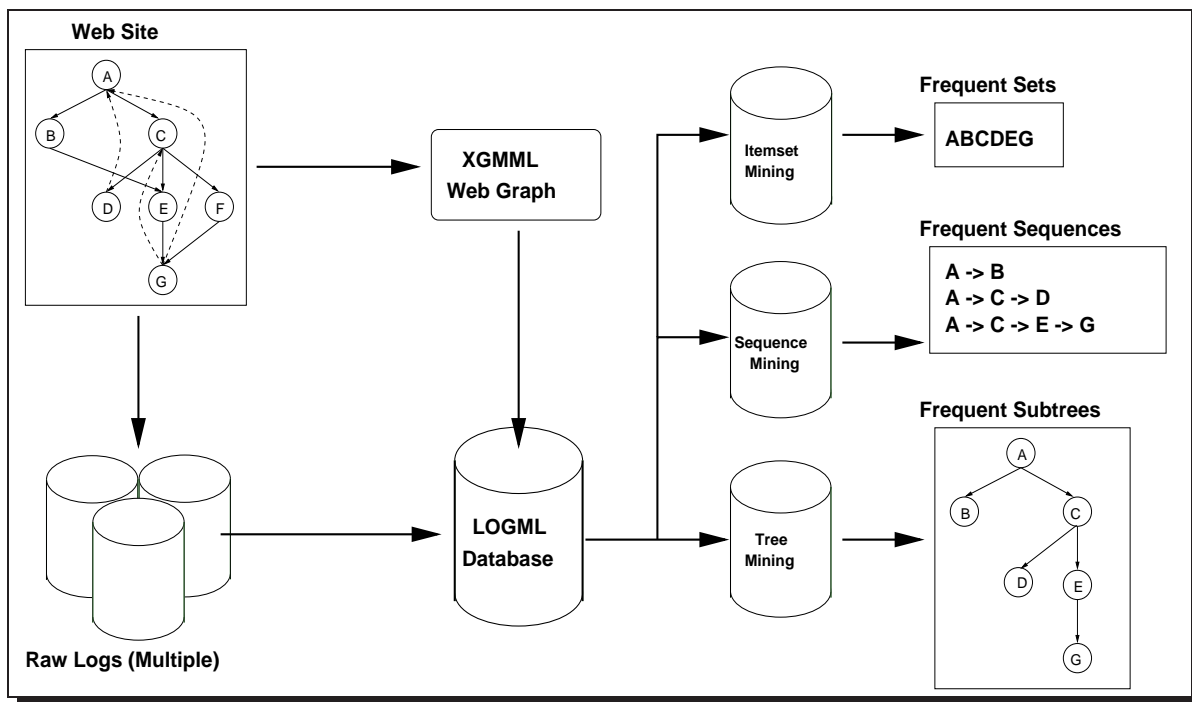 Web Site
A
B
C
D
E
F
G
Raw Logs (Multiple)
XGMML
Web Graph
LOGML
Database
Itemset
Mining
Sequence
Mining
Tree
Mining
Frequent Sets
ABCDEG
Frequent Sequences
A -> B
A -> C -> D
A -> C -> E -> G
Frequent Subtrees
A
B
C
D
E
G